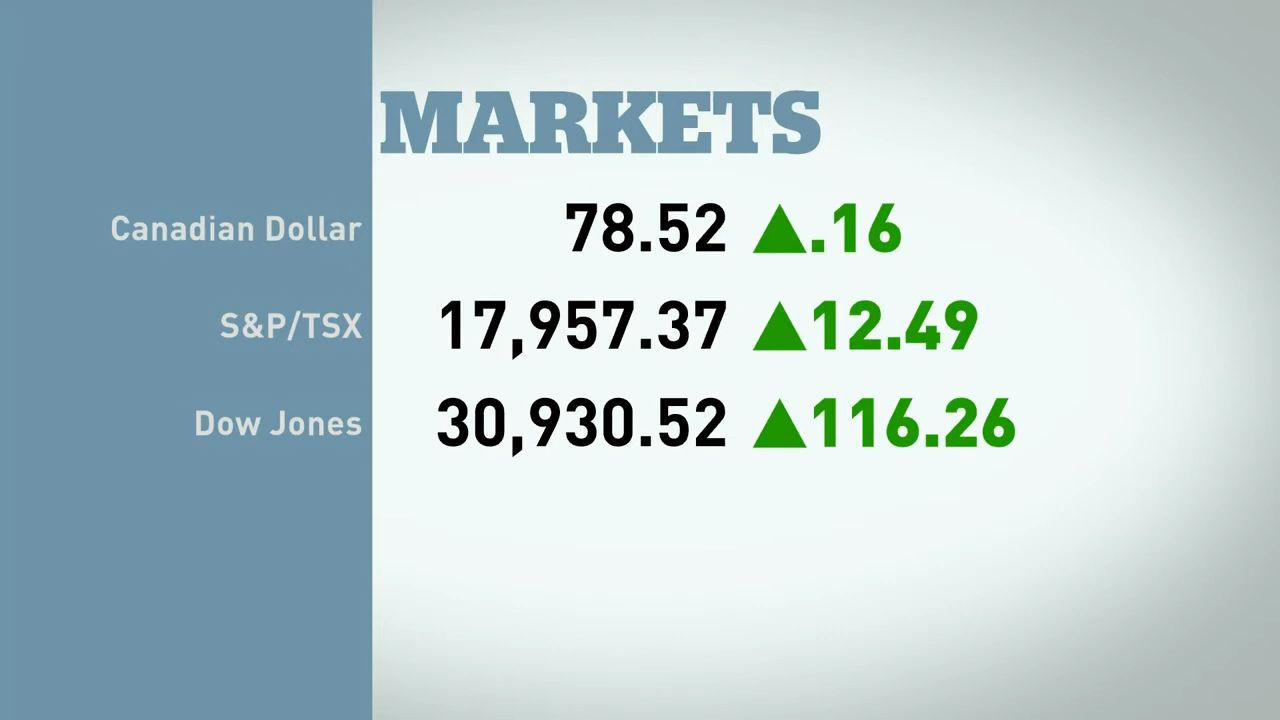 MARKETS
Canadian Dollar 78.52 ▲.16
S&P/TSX 17,957.37 ▲12.49
Dow Jones 30,930.52 ▲116.26